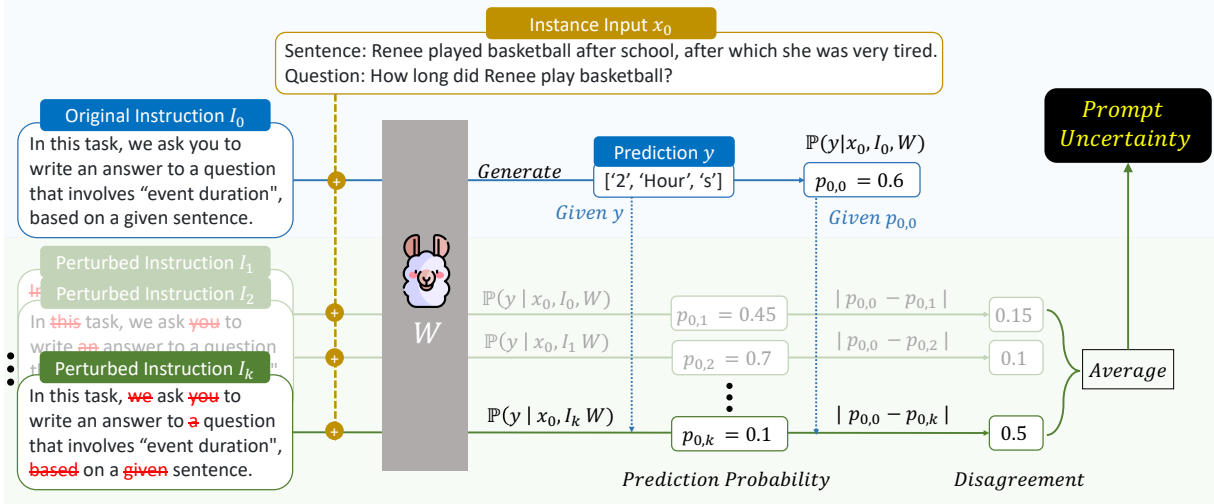 Instance Input x₀
Sentence: Renee played basketball after school, after which she was very tired.
Question: How long did Renee play basketball?
Original Instruction I₀
In this task, we ask you to
write an answer to a question
that involves “event duration",
based on a given sentence.
Generate
Prediction y
['2', 'Hour', 's']
ℙ(y|x₀, I₀, W)
p₀,₀ = 0.6
Prompt
Uncertainty
Given y
Given p₀,₀
Perturbed Instruction I₁
Perturbed Instruction I₂
In this task, we ask you to
write an answer to a question
Perturbed Instruction Iₖ
In this task, we ask you to
write an answer to a question
that involves “event duration",
based on a given sentence.
W
ℙ(y | x₀, I₀, W)
p₀,₁ = 0.45
| p₀,₀ − p₀,₁ |
0.15
ℙ(y | x₀, I₁ W)
p₀,₂ = 0.7
| p₀,₀ − p₀,₂ |
0.1
Average
ℙ(y | x₀, Iₖ W)
p₀,ₖ = 0.1
| p₀,₀ − p₀,ₖ |
0.5
Prediction Probability
Disagreement